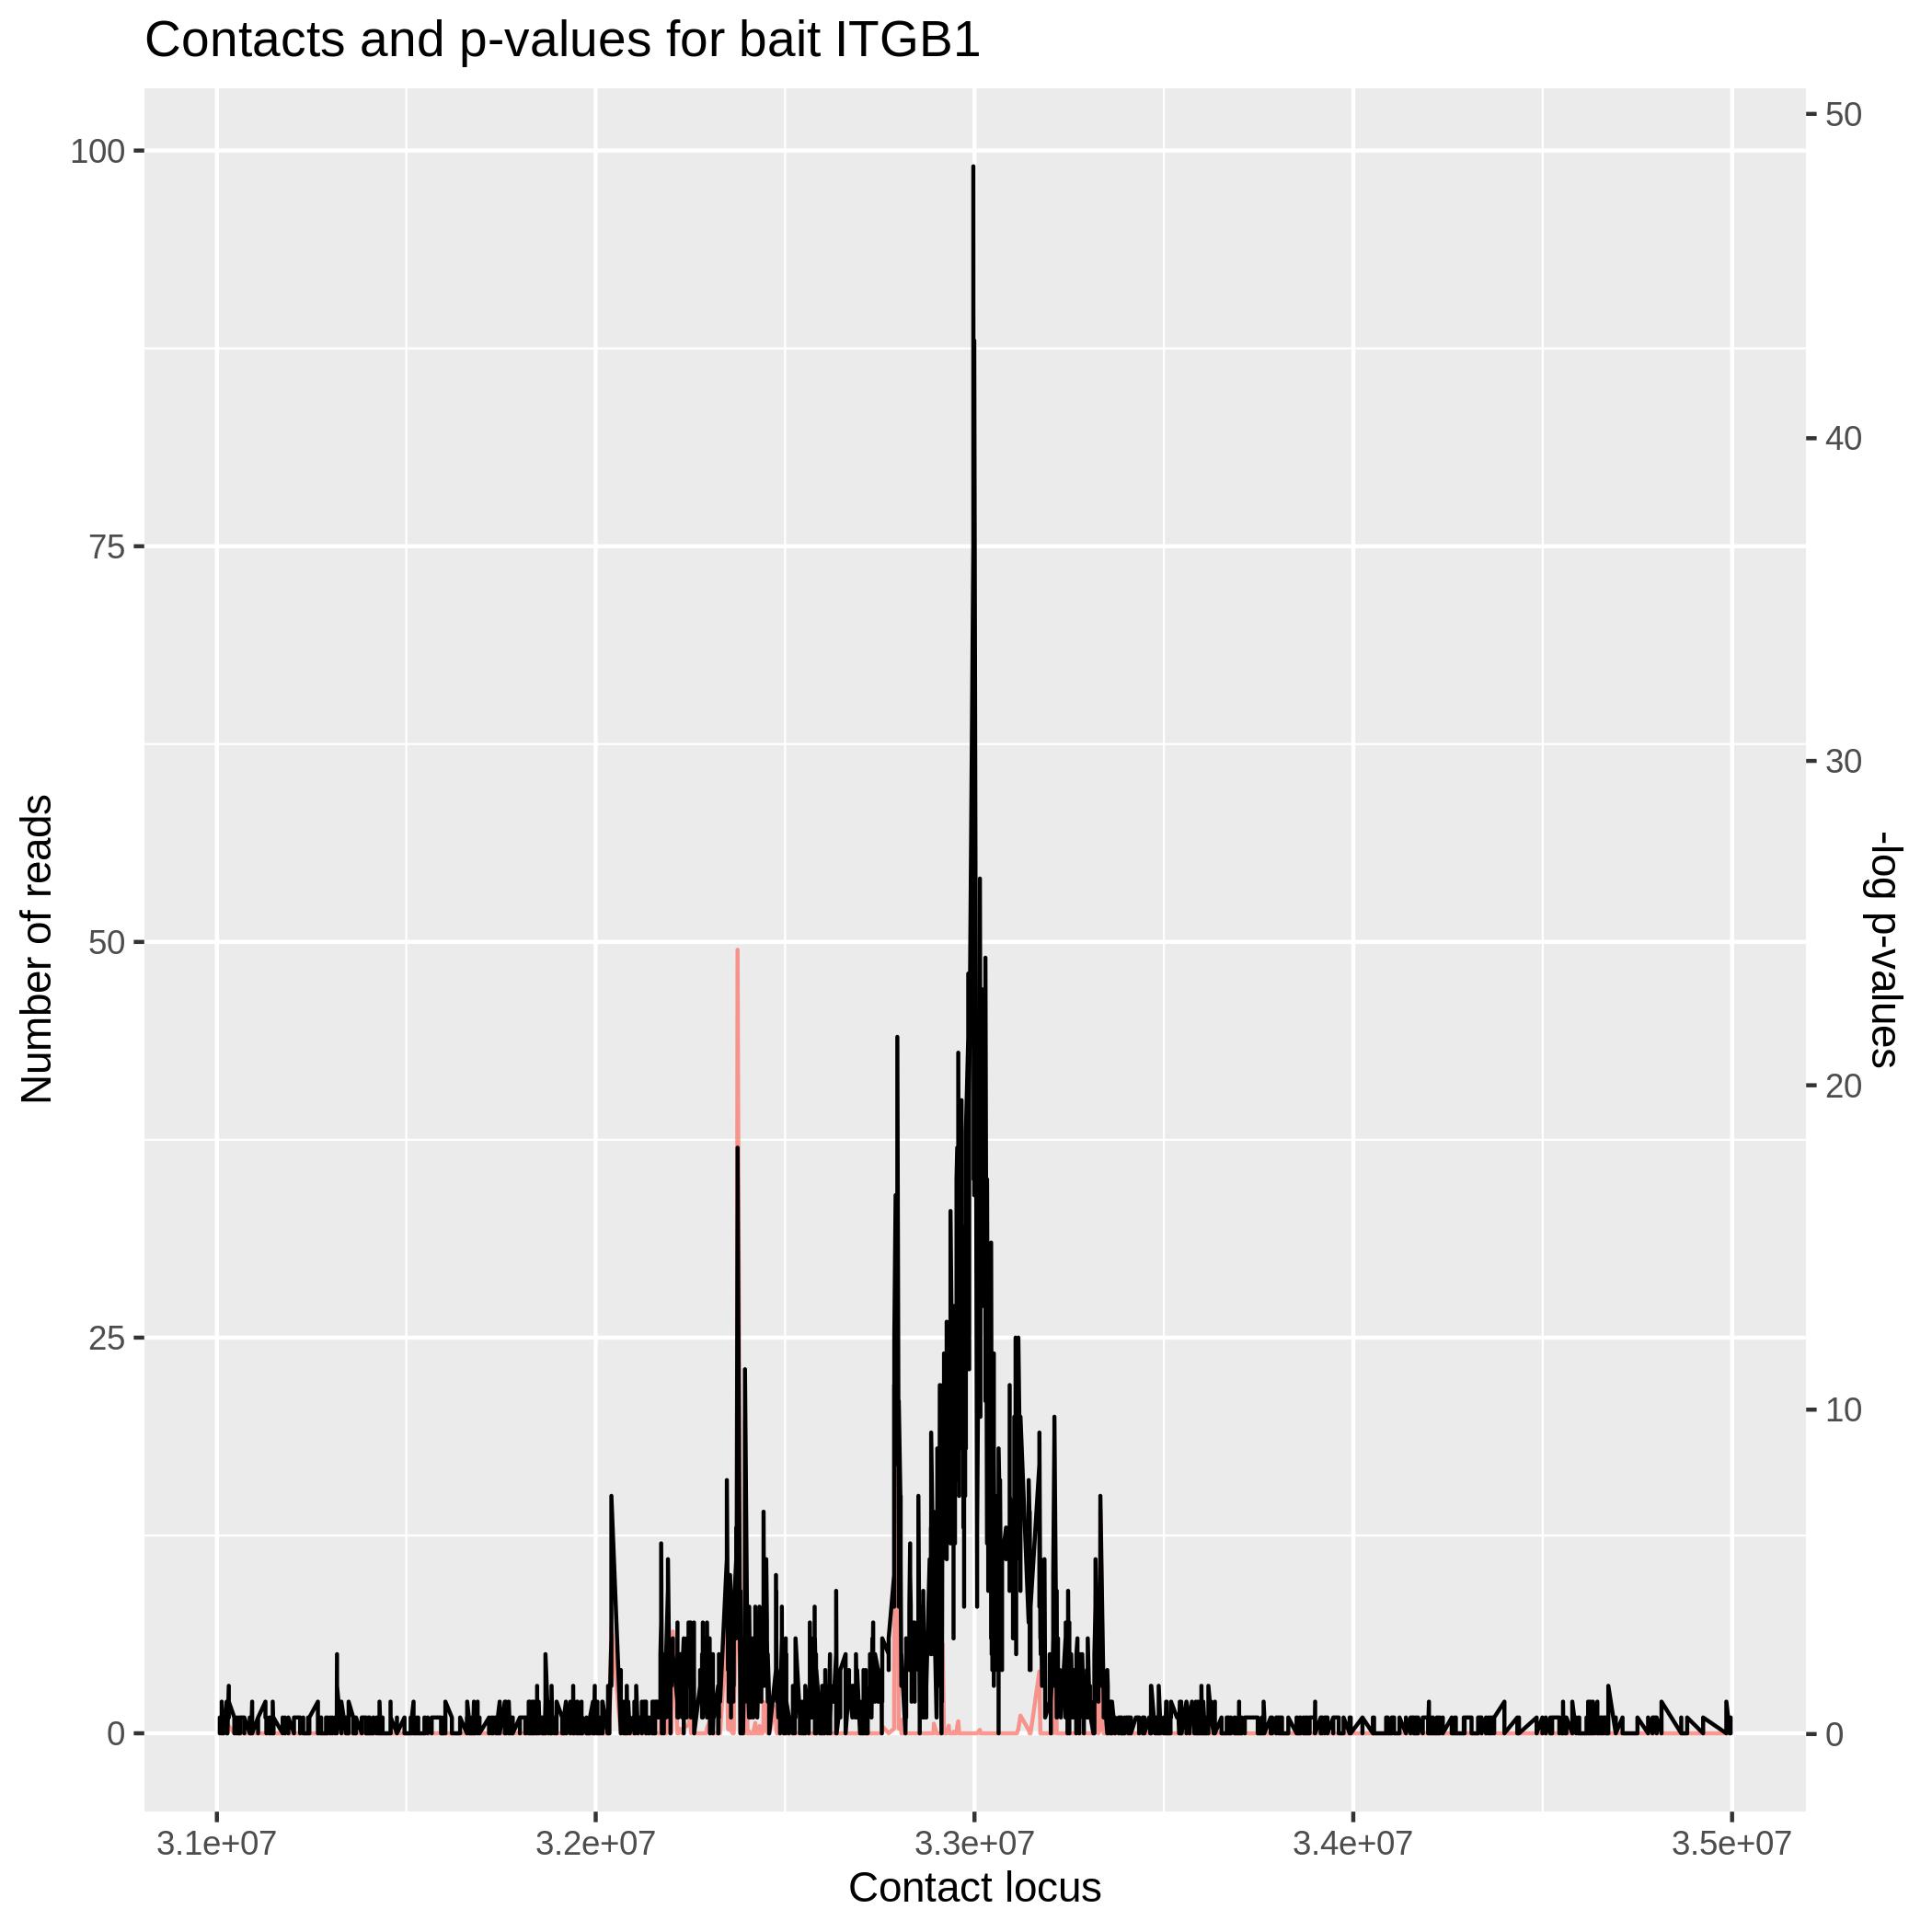 Contacts and p-values for bait ITGB1
100
75
50
25
0
Number of reads
50
40
30
20
10
0
-log p-values
3.1e+07
3.2e+07
3.3e+07
3.4e+07
3.5e+07
Contact locus